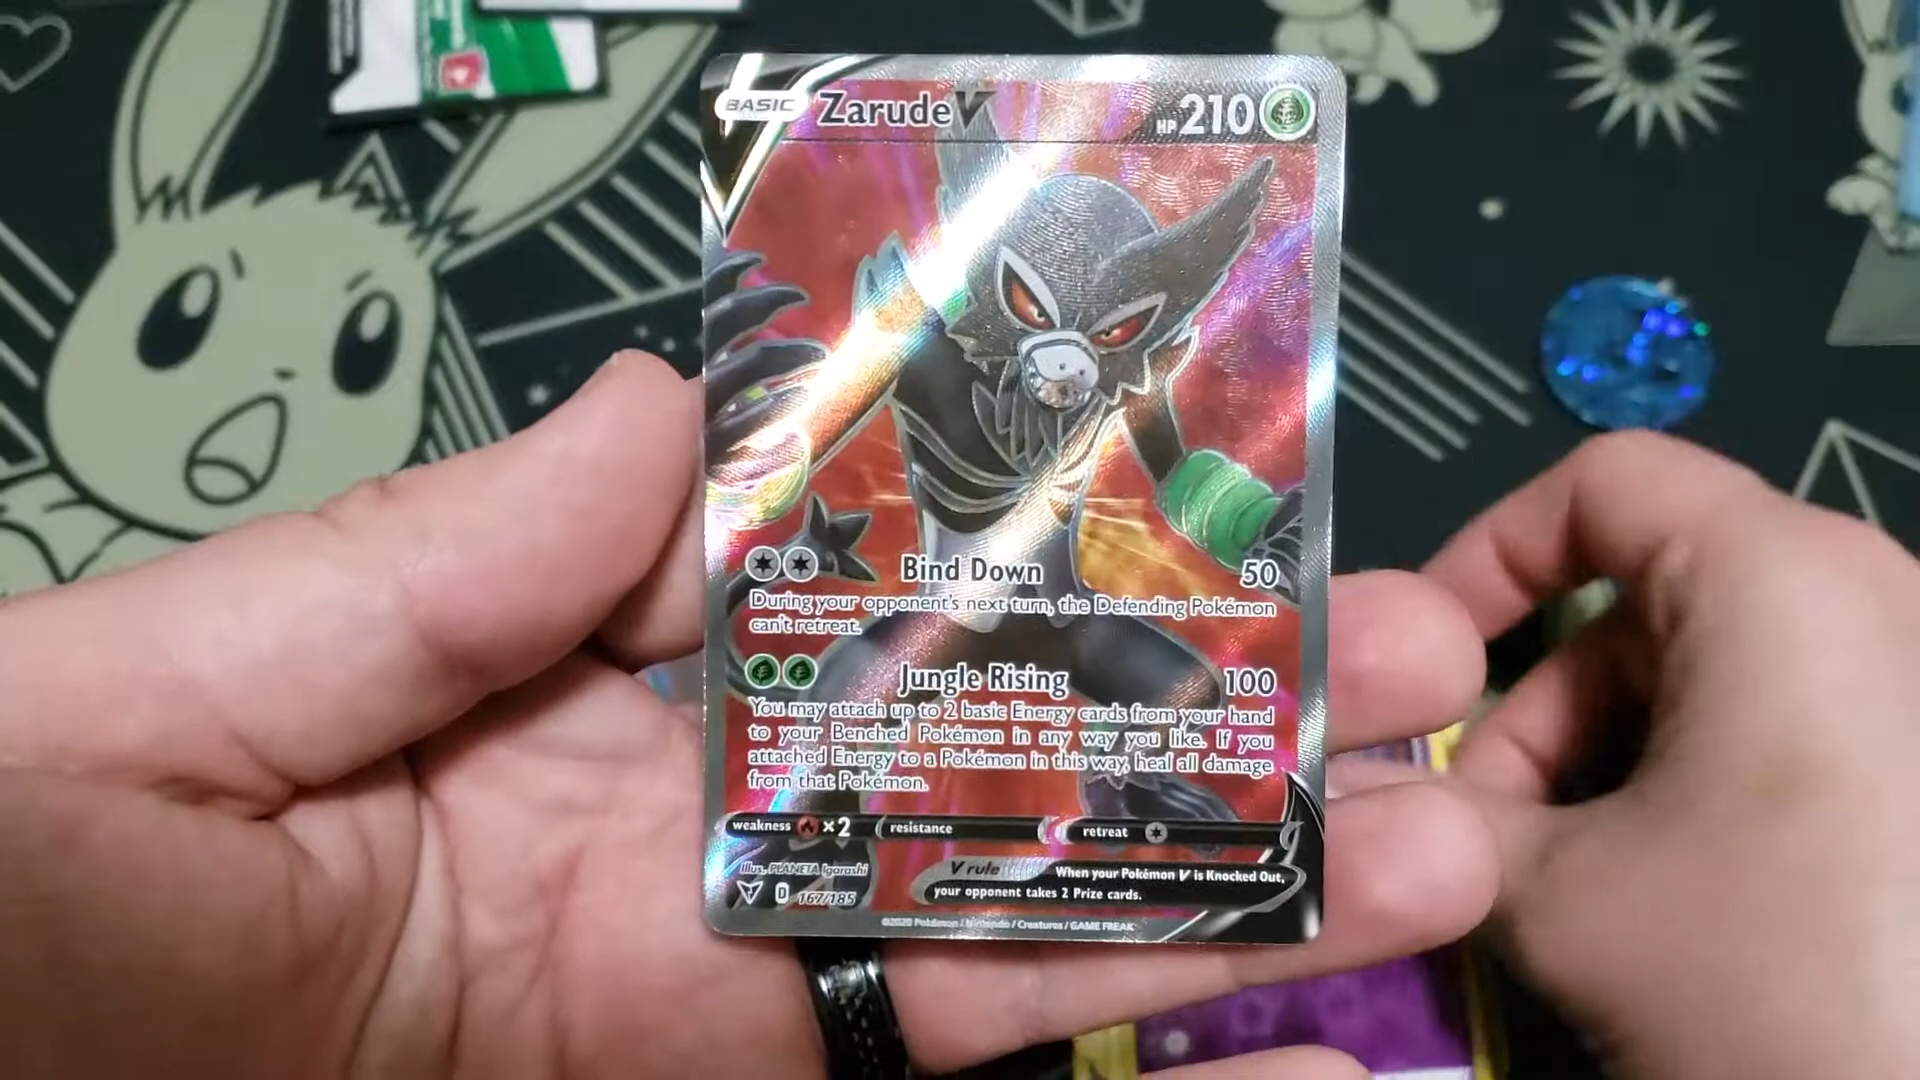 BASIC Zarude V HP 210
Bind Down 50
During your opponent's next turn, the Defending Pokémon
can't retreat.
Jungle Rising 100
You may attach up to 2 basic Energy cards from your hand
to your Benched Pokémon in any way you like. If you
attached Energy to a Pokémon in this way, heal all damage
from that Pokémon.
weakness ×2 resistance retreat
Illus. PLANETA Igarashi
V rule When your Pokémon V is Knocked Out,
your opponent takes 2 Prize cards.
D 167/185
©2020 Pokémon / Nintendo / Creatures / GAME FREAK